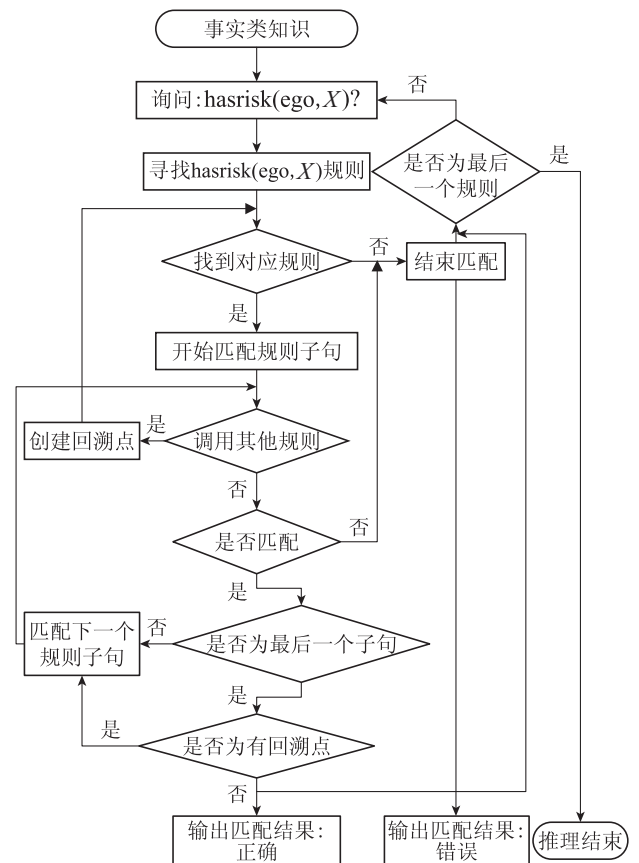 事实类知识
询问:hasrisk(ego,X)?
否
寻找hasrisk(ego,X)规则
是否为最后
一个规则
是
找到对应规则
否
结束匹配
是
开始匹配规则子句
创建回溯点
是
调用其他规则
否
是否匹配
否
是
匹配下一个
规则子句
否
是否为最后一个子句
是
是
是否为有回溯点
否
输出匹配结果:
正确
输出匹配结果:
错误
推理结束